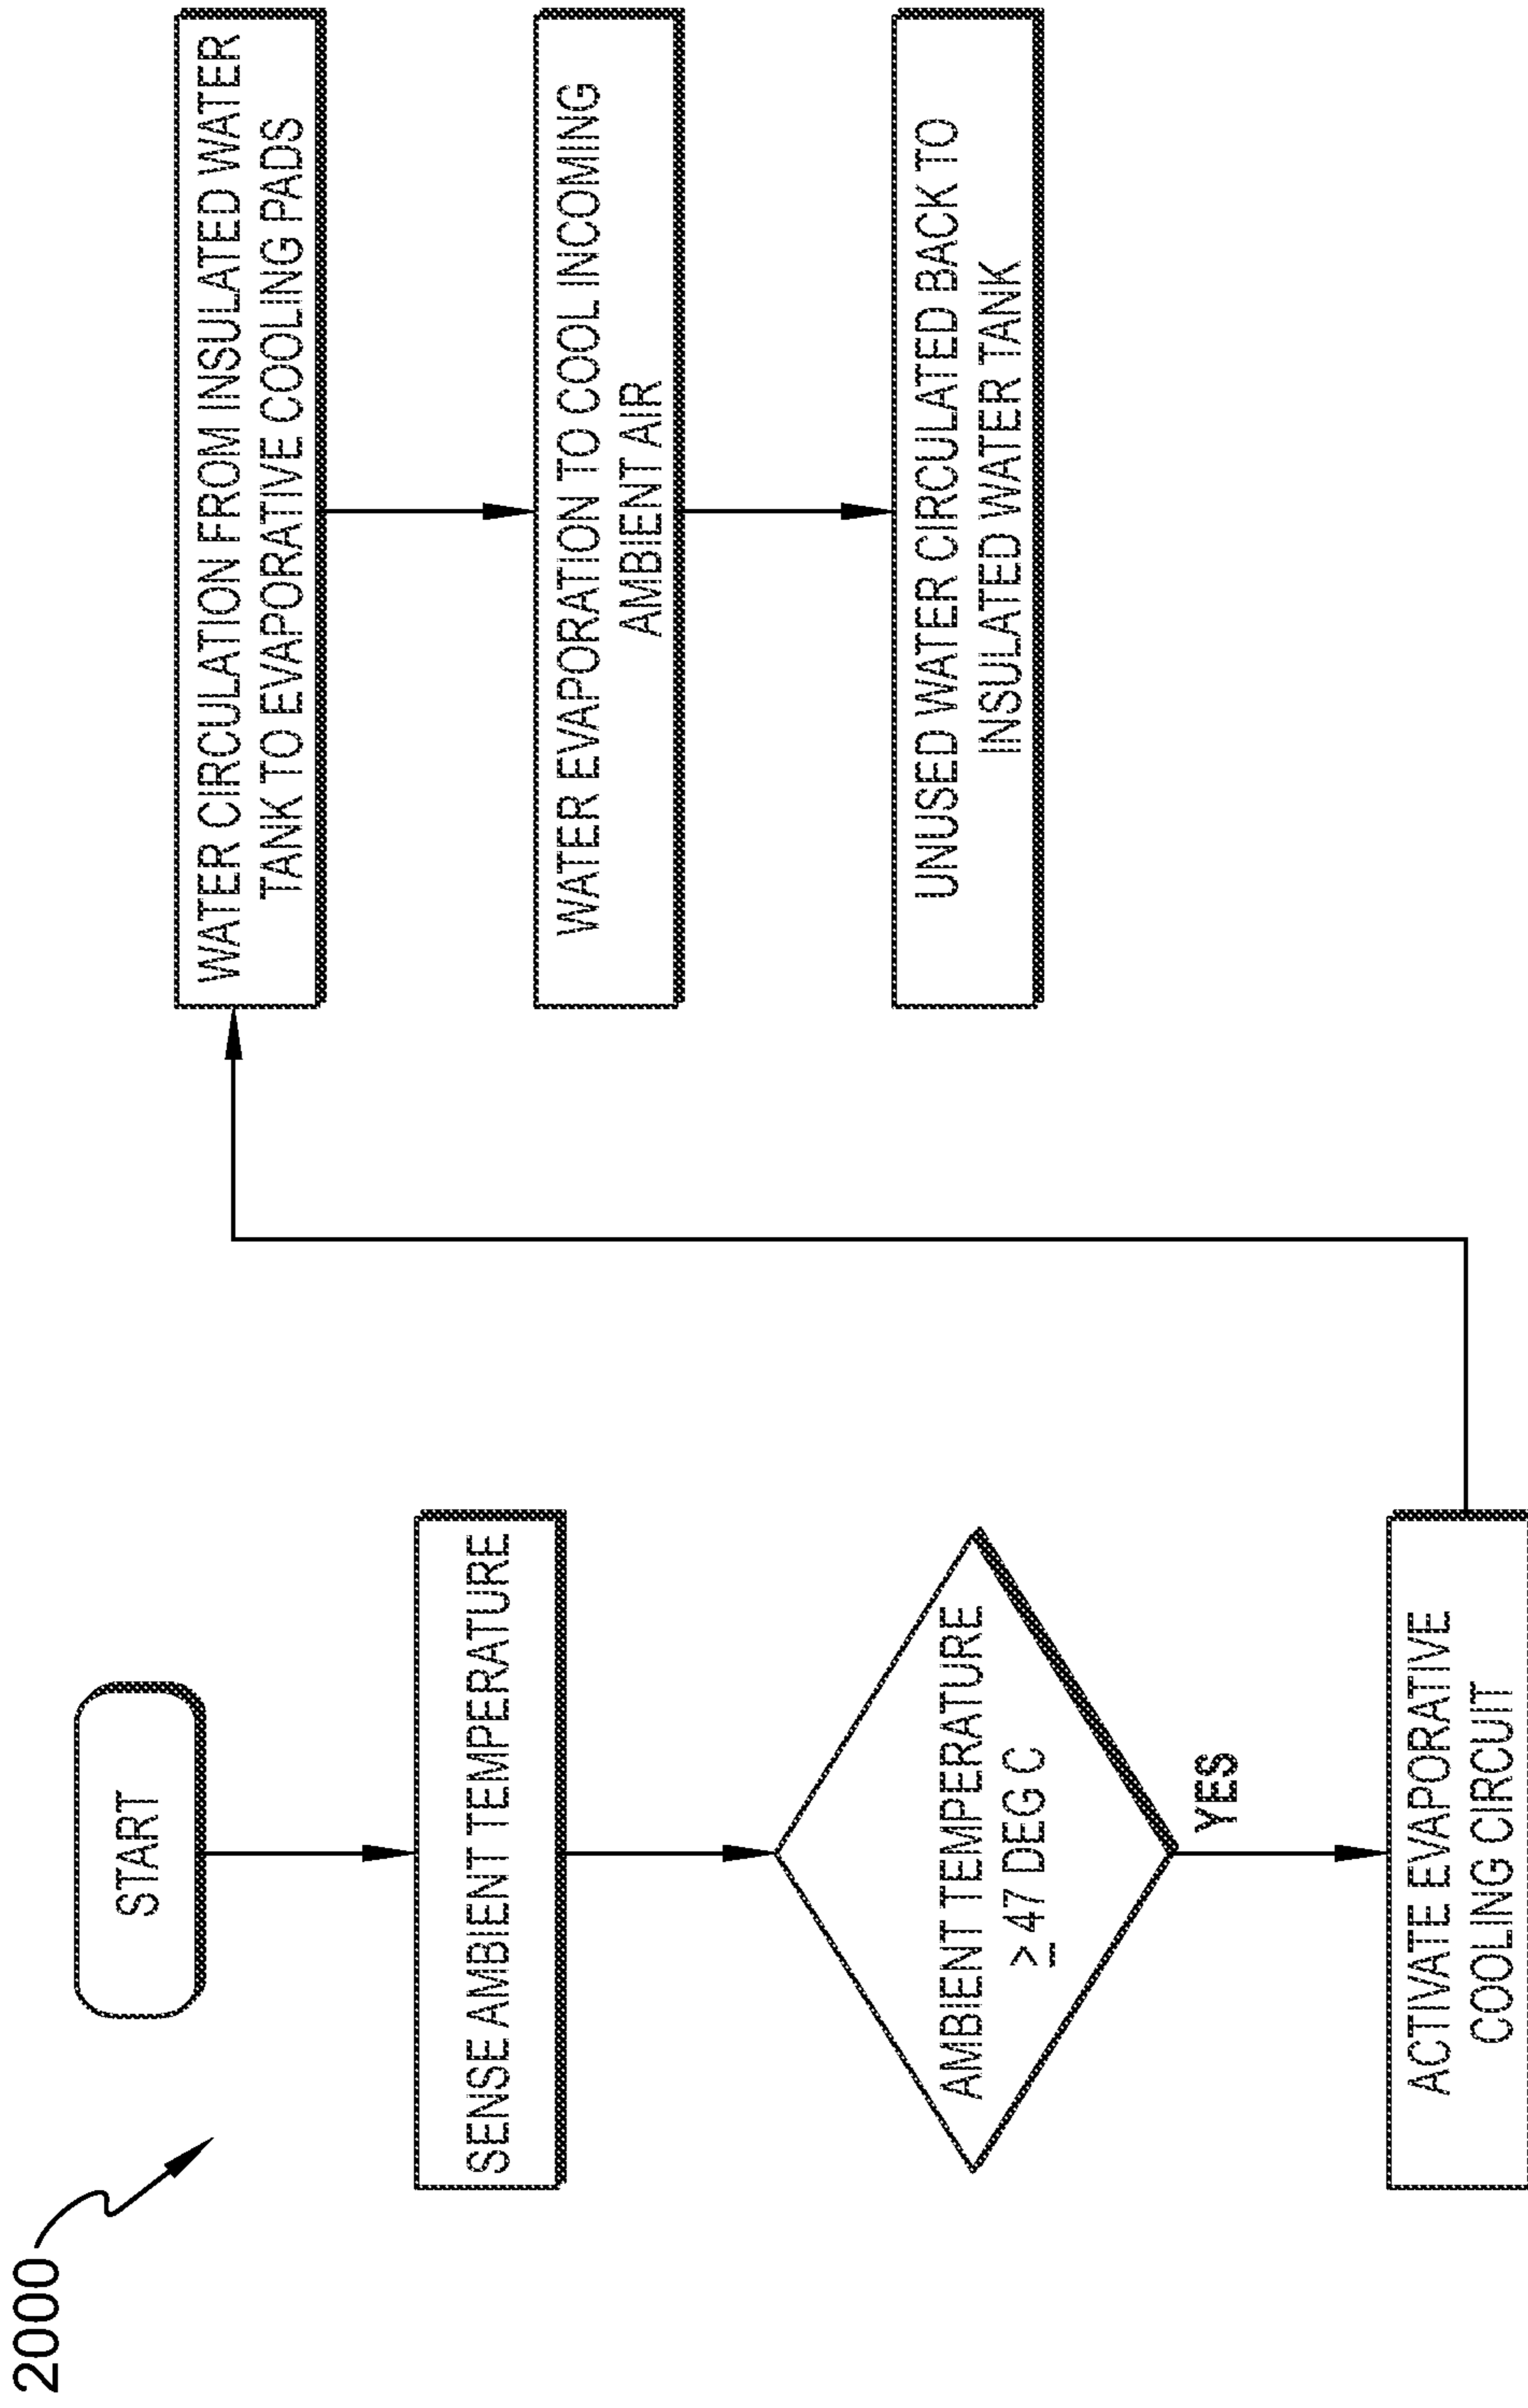 2000
START
SENSE AMBIENT TEMPERATURE
AMBIENT TEMPERATURE
≥ 47 DEG C
YES
ACTIVATE EVAPORATIVE
COOLING CIRCUIT
WATER CIRCULATION FROM INSULATED WATER
TANK TO EVAPORATIVE COOLING PADS
WATER EVAPORATION TO COOL INCOMING
AMBIENT AIR
UNUSED WATER CIRCULATED BACK TO
INSULATED WATER TANK